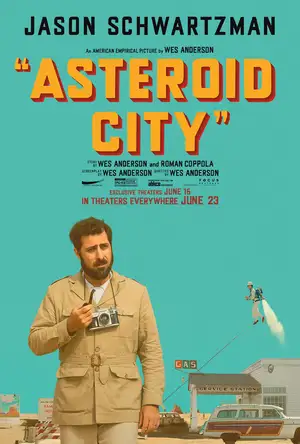 JASON SCHWARTZMAN
AN AMERICAN EMPIRICAL PICTURE BY WES ANDERSON
"ASTEROID
CITY"
STORY BY WES ANDERSON AND ROMAN COPPOLA
SCREENPLAY BY WES ANDERSON DIRECTED BY WES ANDERSON
FOCUS
EXCLUSIVE THEATERS JUNE 16
IN THEATERS EVERYWHERE JUNE 23
GAS
SERVICE STATION